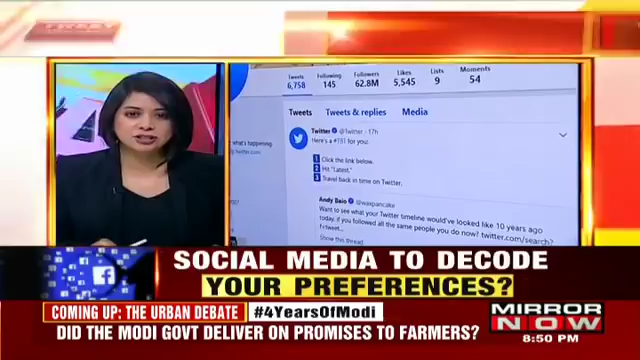 Tweets Following Followers Likes Lists Moments
6,758 145 62.8M 5,545 9 54
Tweets Tweets & replies Media
Twitter @Twitter · 17h
Here's a #TBT for you:
1 Click the link below.
2 Hit "Latest."
3 Travel back in time on Twitter.
Andy Baio @waxpancake
Want to see what your Twitter timeline would've looked like 10 years ago
today, if you followed all the same people you do now? twitter.com/search?
Show this thread
what's happening
SOCIAL MEDIA TO DECODE
YOUR PREFERENCES?
COMING UP: THE URBAN DEBATE #4YearsOfModi
DID THE MODI GOVT DELIVER ON PROMISES TO FARMERS?
MIRROR
NOW
8:50 PM